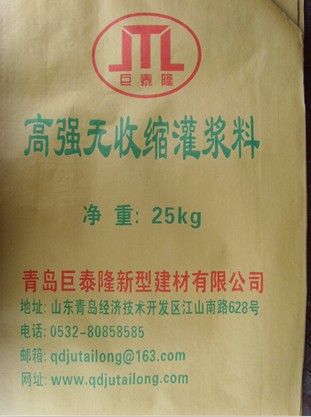 JTL
巨泰隆
高强无收缩灌浆料
净 重: 25kg
青岛巨泰隆新型建材有限公司
地址: 山东青岛经济技术开发区江山南路628号
电话: 0532-80858585
邮箱: qdjutailong@163.com
网址: www.qdjutailong.com